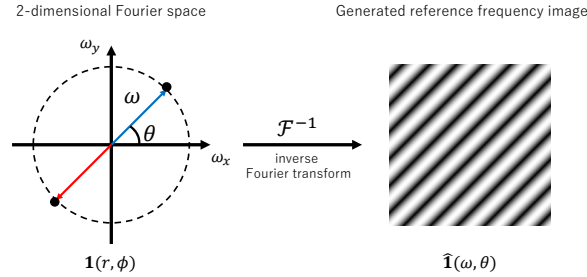 2-dimensional Fourier space
Generated reference frequency image
ω_y
ω
θ
ω_x
ℱ⁻¹
inverse
Fourier transform
𝟏(r, ϕ)
𝟏̂(ω, θ)